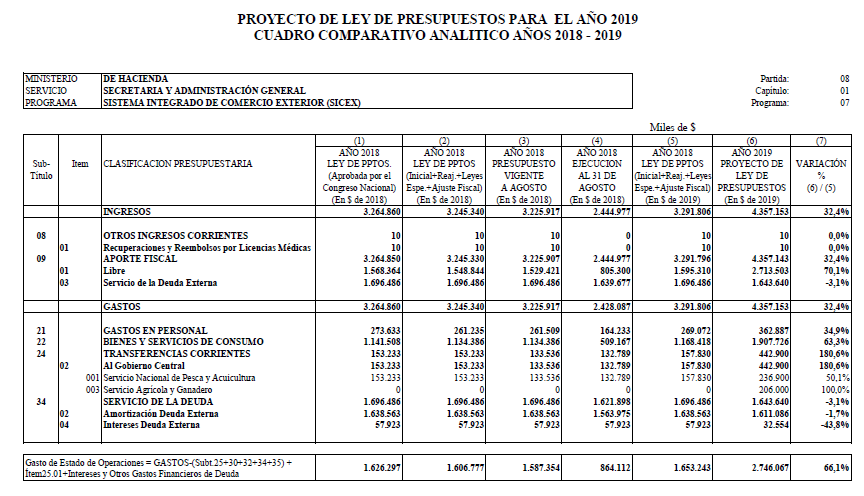 PROYECTO DE LEY DE PRESUPUESTOS PARA EL AÑO 2019
CUADRO COMPARATIVO ANALITICO AÑOS 2018 - 2019
MINISTERIO DE HACIENDA Partida: 08
SERVICIO SECRETARIA Y ADMINISTRACIÓN GENERAL Capítulo: 01
PROGRAMA SISTEMA INTEGRADO DE COMERCIO EXTERIOR (SICEX) Programa: 07
Miles de $
(1) (2) (3) (4) (5) (6) (7)
AÑO 2018 AÑO 2018 AÑO 2018 AÑO 2018 AÑO 2018 AÑO 2019
Sub- Item CLASIFICACION PRESUPUESTARIA LEY DE PPTOS. LEY DE PPTOS PRESUPUESTO EJECUCION LEY DE PPTOS PROYECTO DE VARIACIÓN
Título (Aprobada por el (Inicial+Reaj.+Leyes VIGENTE AL 31 DE (Inicial+Reaj.+Leyes LEY DE %
Congreso Nacional) Espe.+Ajuste Fiscal) A AGOSTO AGOSTO Espe.+Ajuste Fiscal) PRESUPUESTOS (6) / (5)
(En $ de 2018) (En $ de 2018) (En $ de 2018) (En $ de 2018) (En $ de 2019) (En $ de 2019)
INGRESOS 3.264.860 3.245.340 3.225.917 2.444.977 3.291.806 4.357.153 32,4%
08 OTROS INGRESOS CORRIENTES 10 10 10 0 10 10 0,0%
01 Recuperaciones y Reembolsos por Licencias Médicas 10 10 10 0 10 10 0,0%
09 APORTE FISCAL 3.264.850 3.245.330 3.225.907 2.444.977 3.291.796 4.357.143 32,4%
01 Libre 1.568.364 1.548.844 1.529.421 805.300 1.595.310 2.713.503 70,1%
03 Servicio de la Deuda Externa 1.696.486 1.696.486 1.696.486 1.639.677 1.696.486 1.643.640 -3,1%
GASTOS 3.264.860 3.245.340 3.225.917 2.428.087 3.291.806 4.357.153 32,4%
21 GASTOS EN PERSONAL 273.633 261.235 261.509 164.233 269.072 362.887 34,9%
22 BIENES Y SERVICIOS DE CONSUMO 1.141.508 1.134.386 1.134.386 509.167 1.168.418 1.907.726 63,3%
24 TRANSFERENCIAS CORRIENTES 153.233 153.233 133.536 132.789 157.830 442.900 180,6%
02 Al Gobierno Central 153.233 153.233 133.536 132.789 157.830 442.900 180,6%
001 Servicio Nacional de Pesca y Acuicultura 153.233 153.233 133.536 132.789 157.830 236.900 50,1%
003 Servicio Agrícola y Ganadero 0 0 0 0 0 206.000 100,0%
34 SERVICIO DE LA DEUDA 1.696.486 1.696.486 1.696.486 1.621.898 1.696.486 1.643.640 -3,1%
02 Amortización Deuda Externa 1.638.563 1.638.563 1.638.563 1.563.975 1.638.563 1.611.086 -1,7%
04 Intereses Deuda Externa 57.923 57.923 57.923 57.923 57.923 32.554 -43,8%
Gasto de Estado de Operaciones = GASTOS-(Subt.25+30+32+34+35) +
Ítem25.01+Intereses y Otros Gastos Financieros de Deuda 1.626.297 1.606.777 1.587.354 864.112 1.653.243 2.746.067 66,1%